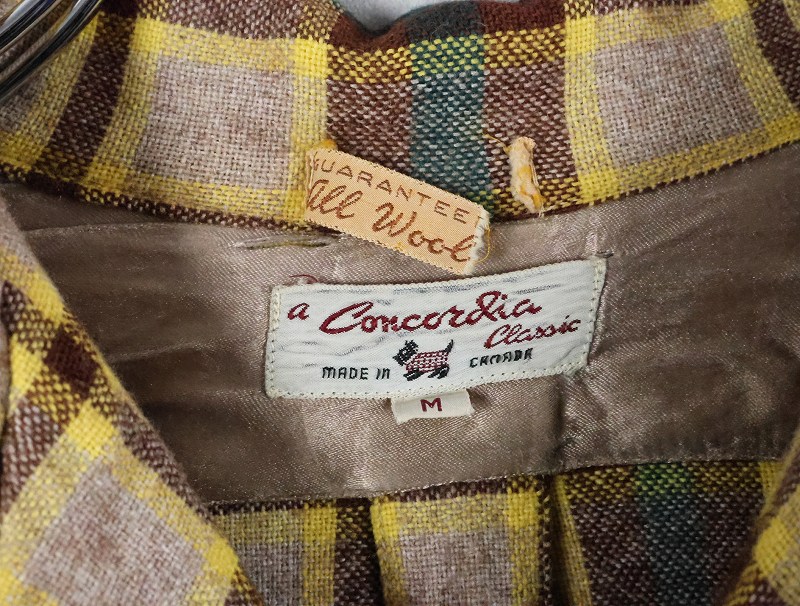 GUARANTEE
All Wool
a Concordia
Classic
MADE IN CANADA
M